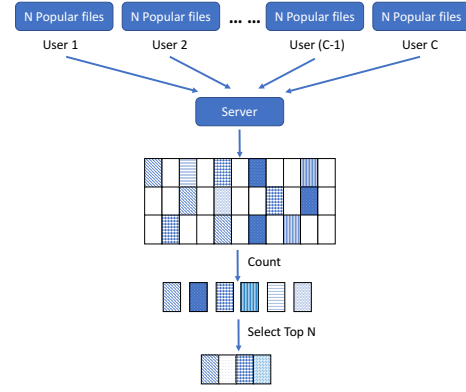 N Popular files N Popular files ... ... N Popular files N Popular files
User 1 User 2 User (C-1) User C
Server
Count
Select Top N